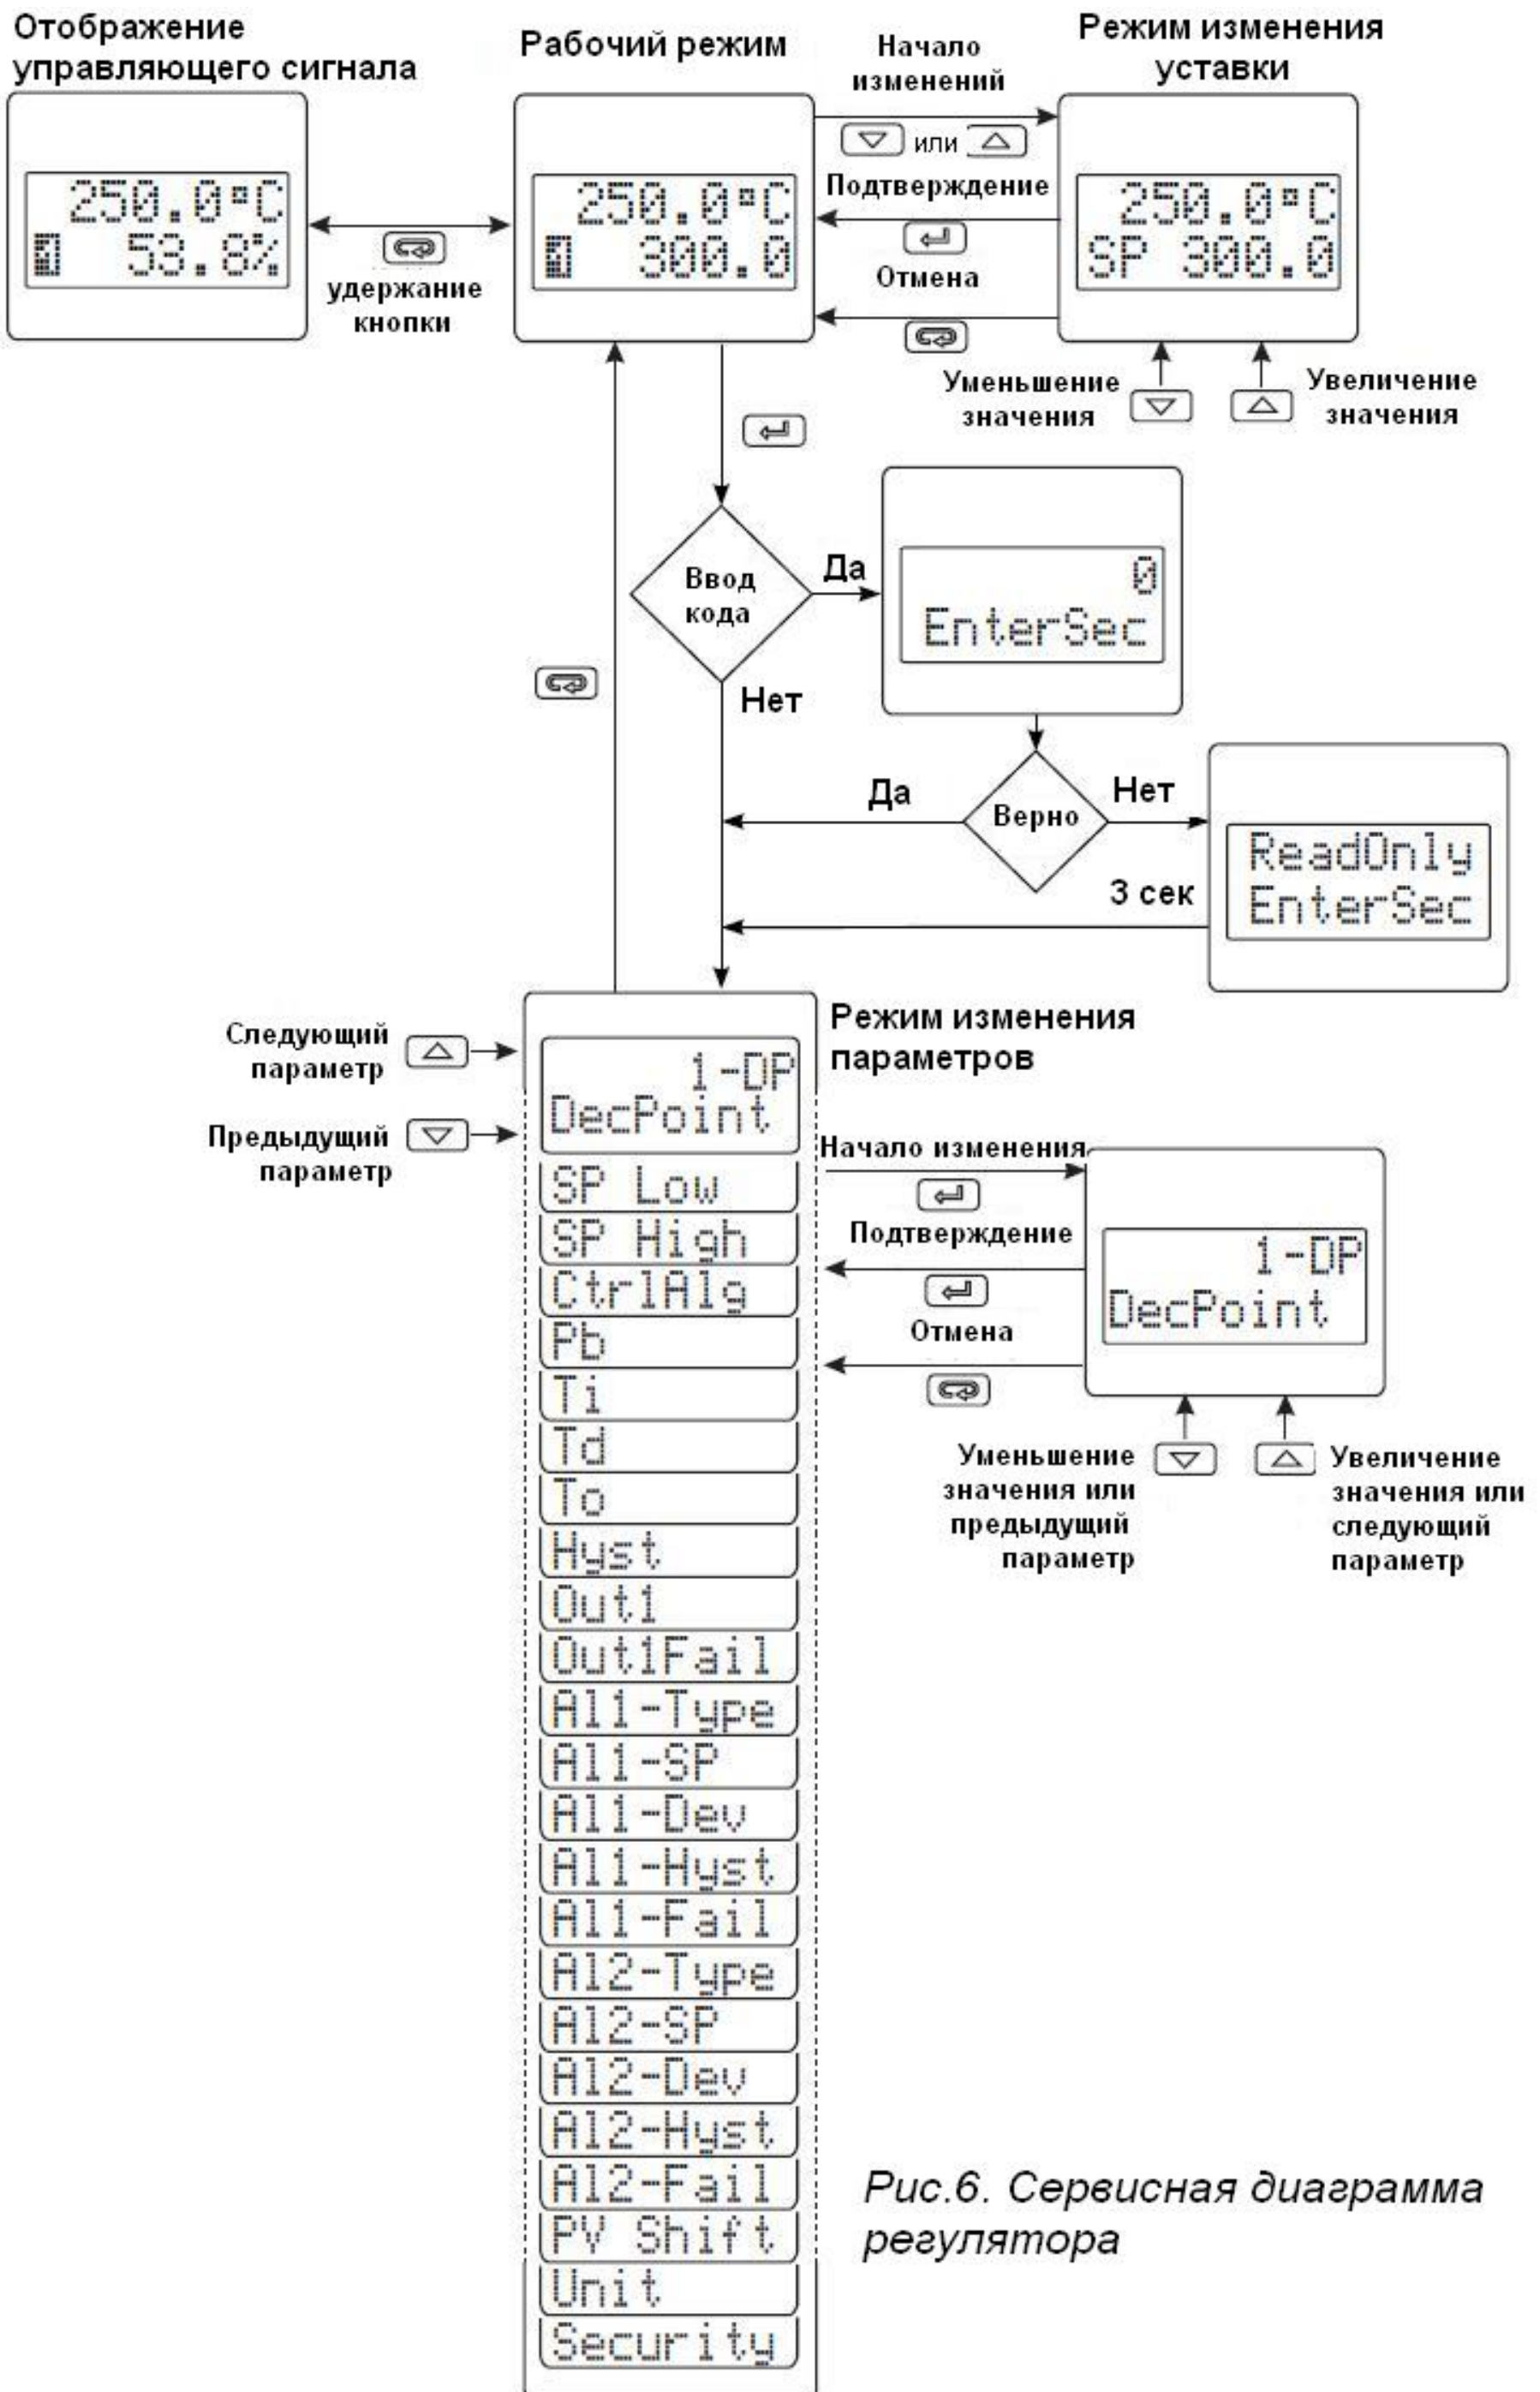 Отображение
управляющего сигнала
Рабочий режим
Начало
изменений
Режим изменения
уставки
250.0°C
53.8%
удержание
кнопки
250.0°C
1 300.0
или
Подтверждение
Отмена
250.0°C
SP 300.0
Уменьшение
значения
Увеличение
значения
Ввод
кода
Да
0
EnterSec
Нет
Верно
Да
Нет
ReadOnly
EnterSec
3 сек
Следующий
параметр
Предыдущий
параметр
Режим изменения
параметров
1-DP
DecPoint
SP Low
SP High
CtrlAlg
Pb
Ti
Td
To
Hyst
Out1
Out1Fail
Al1-Type
Al1-SP
Al1-Dev
Al1-Hyst
Al1-Fail
Al2-Type
Al2-SP
Al2-Dev
Al2-Hyst
Al2-Fail
PV Shift
Unit
Security
Начало изменения
Подтверждение
Отмена
1-DP
DecPoint
Уменьшение
значения или
предыдущий
параметр
Увеличение
значения или
следующий
параметр
Рис.6. Сервисная диаграмма
регулятора